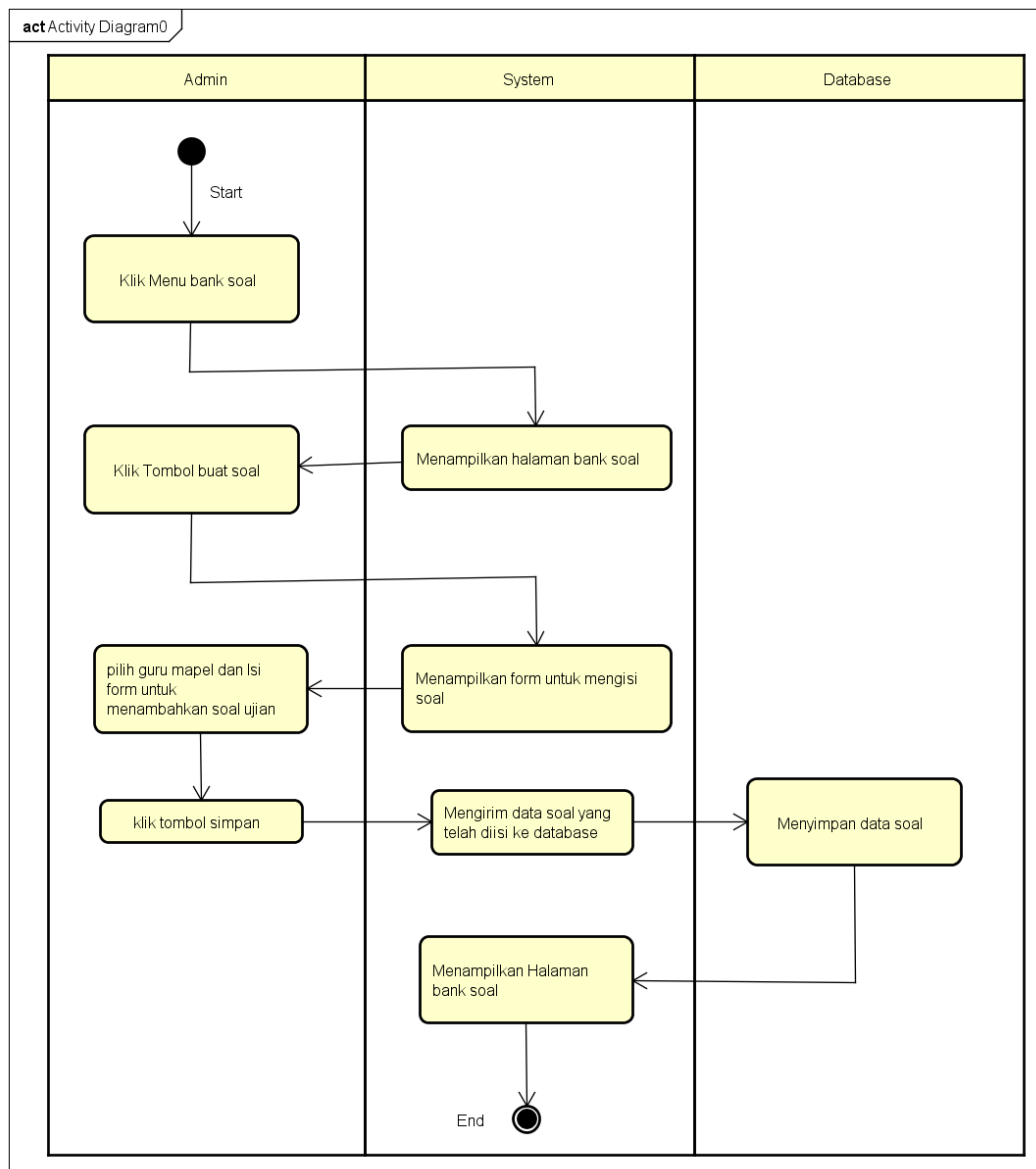 act Activity Diagram0
Admin
System
Database
Start
Klik Menu bank soal
Menampilkan halaman bank soal
Klik Tombol buat soal
Menampilkan form untuk mengisi
soal
pilih guru mapel dan Isi
form untuk
menambahkan soal ujian
klik tombol simpan
Mengirim data soal yang
telah diisi ke database
Menyimpan data soal
Menampilkan Halaman
bank soal
End